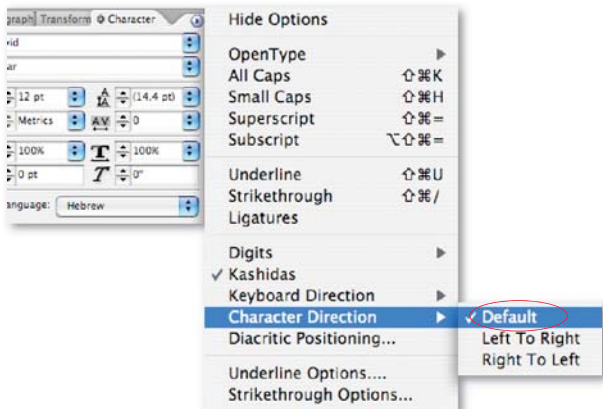 graph Transform Character
vid
ar
12 pt (14.4 pt)
Metrics 0
100% 100%
0 pt 0°
anguage: Hebrew
Hide Options
OpenType
All Caps ⇧⌘K
Small Caps ⇧⌘H
Superscript ⇧⌘=
Subscript ⌥⇧⌘=
Underline ⇧⌘U
Strikethrough ⇧⌘/
Ligatures
Digits
✓ Kashidas
Keyboard Direction
Character Direction
Diacritic Positioning...
Underline Options....
Strikethrough Options...
✓ Default
Left To Right
Right To Left